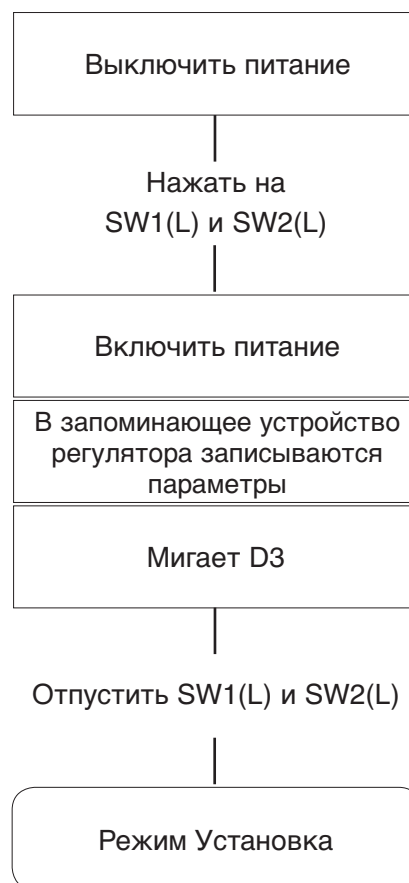 Выключить питание
Нажать на
SW1(L) и SW2(L)
Включить питание
В запоминающее устройство
регулятора записываются
параметры
Мигает D3
Отпустить SW1(L) и SW2(L)
Режим Установка